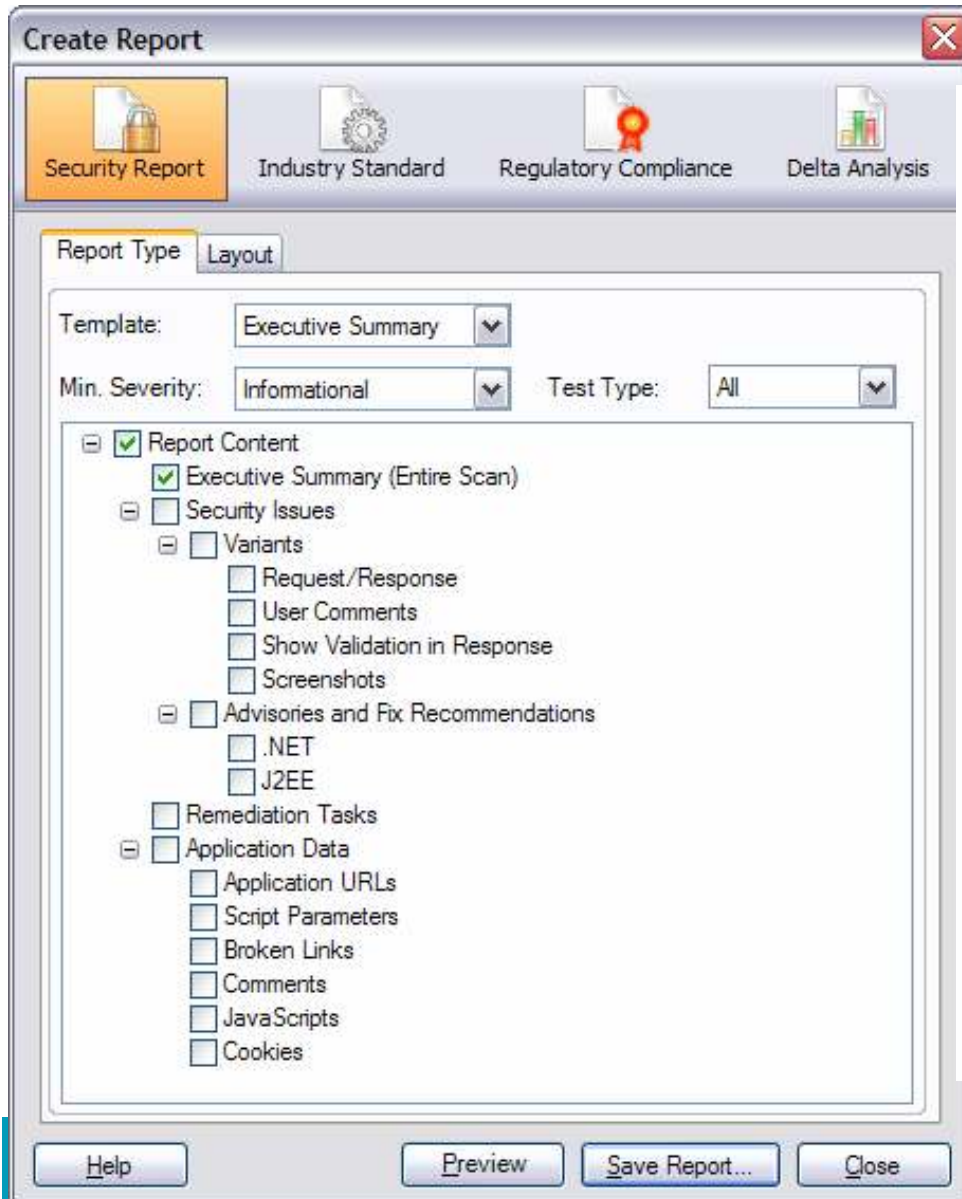 Create Report
Security Report Industry Standard Regulatory Compliance Delta Analysis
Report Type Layout
Template: Executive Summary
Min. Severity: Informational Test Type: All
Report Content
Executive Summary (Entire Scan)
Security Issues
Variants
Request/Response
User Comments
Show Validation in Response
Screenshots
Advisories and Fix Recommendations
.NET
J2EE
Remediation Tasks
Application Data
Application URLs
Script Parameters
Broken Links
Comments
JavaScripts
Cookies
Help Preview Save Report... Close